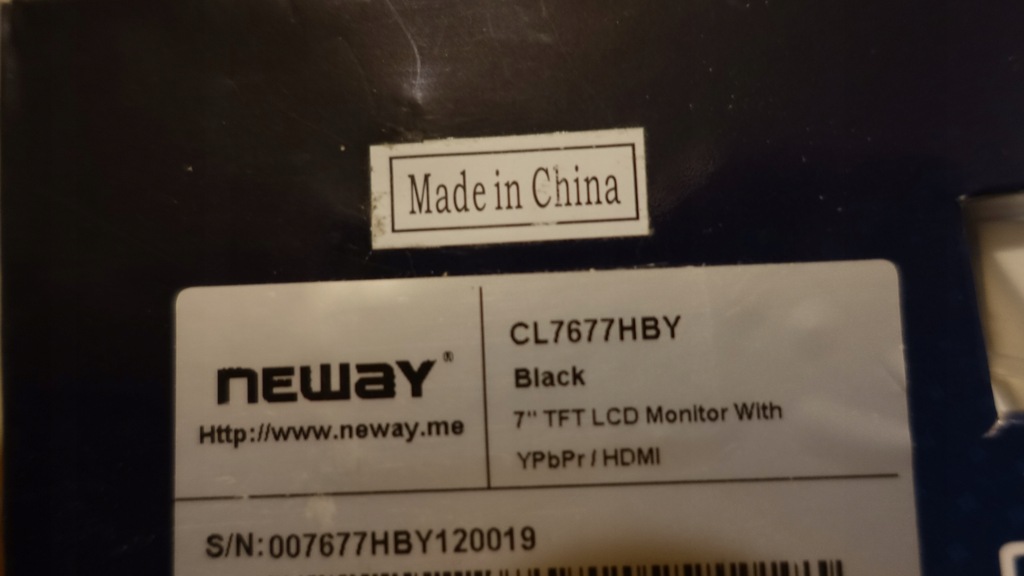 Made in China
neway®
Http://www.neway.me
CL7677HBY
Black
7" TFT LCD Monitor With
YPbPr / HDMI
S/N:007677HBY120019